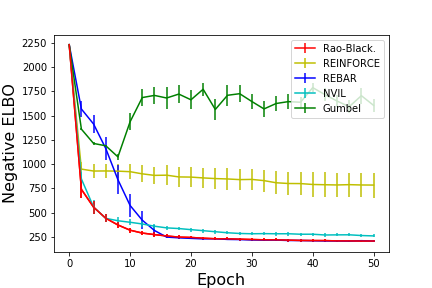 2250
2000
1750
1500
1250
1000
750
500
250
Negative ELBO
Rao-Black.
REINFORCE
REBAR
NVIL
Gumbel
0
10
20
30
40
50
Epoch